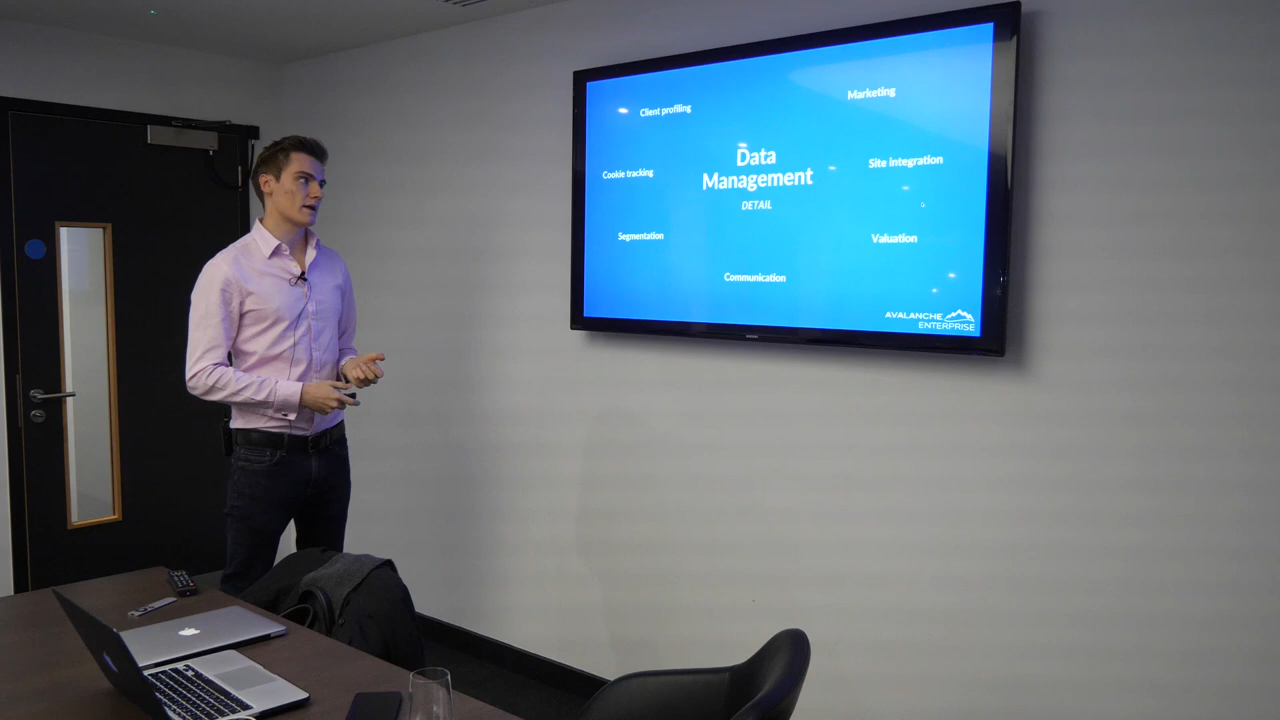 Client profiling
Marketing
Cookie tracking
Data
Management
DETAIL
Site integration
Segmentation
Valuation
Communication
AVALANCHE
ENTERPRISE